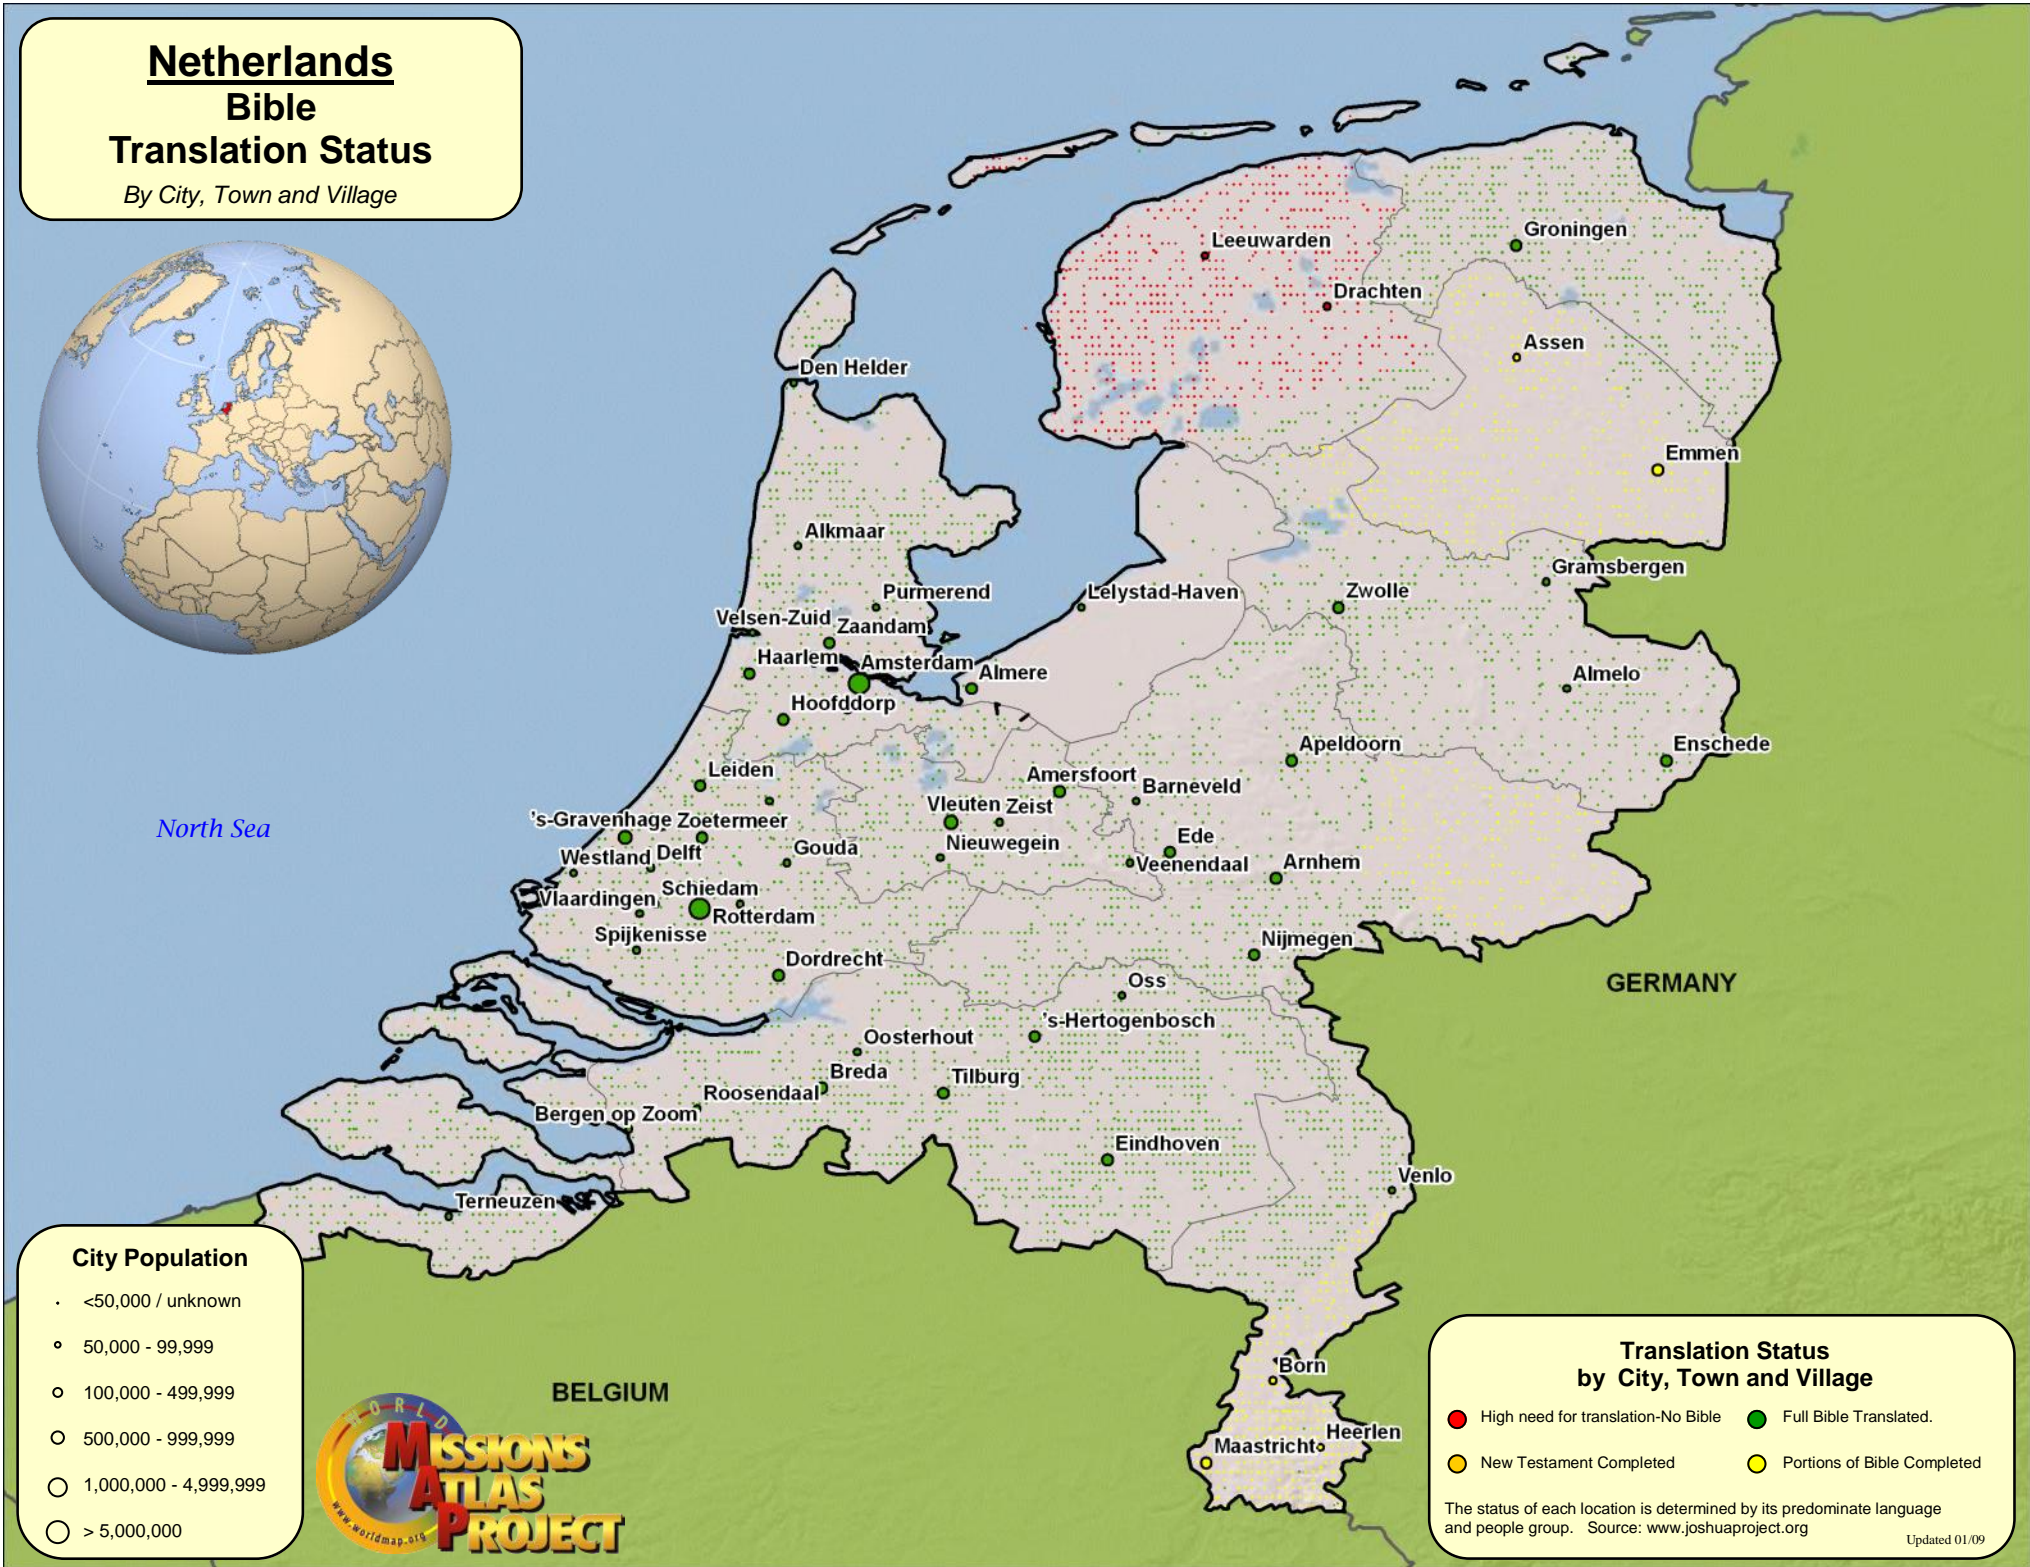 Netherlands
Bible
Translation Status
By City, Town and Village
Leeuwarden
Groningen
Drachten
Assen
Den Helder
Emmen
Alkmaar
Gramsbergen
Purmerend
Lelystad-Haven
Zwolle
Velsen-Zuid
Zaandam
Haarlem
Amsterdam
Almere
Almelo
Hoofddorp
Apeldoorn
Enschede
Leiden
Amersfoort
Barneveld
Vleuten
Zeist
's-Gravenhage
Zoetermeer
Ede
Nieuwegein
Gouda
Westland
Delft
Veenendaal
Arnhem
Schiedam
Vlaardingen
Rotterdam
Spijkenisse
Nijmegen
Dordrecht
Oss
GERMANY
's-Hertogenbosch
Oosterhout
Breda
Tilburg
Roosendaal
Bergen op Zoom
Eindhoven
Venlo
Terneuzen
North Sea
Born
BELGIUM
Heerlen
Maastricht
City Population
<50,000 / unknown
50,000 - 99,999
100,000 - 499,999
500,000 - 999,999
1,000,000 - 4,999,999
> 5,000,000
WORLD
MISSIONS
ATLAS
PROJECT
www.worldmap.org
Translation Status
by City, Town and Village
High need for translation-No Bible
Full Bible Translated.
New Testament Completed
Portions of Bible Completed
The status of each location is determined by its predominate language
and people group. Source: www.joshuaproject.org
Updated 01/09